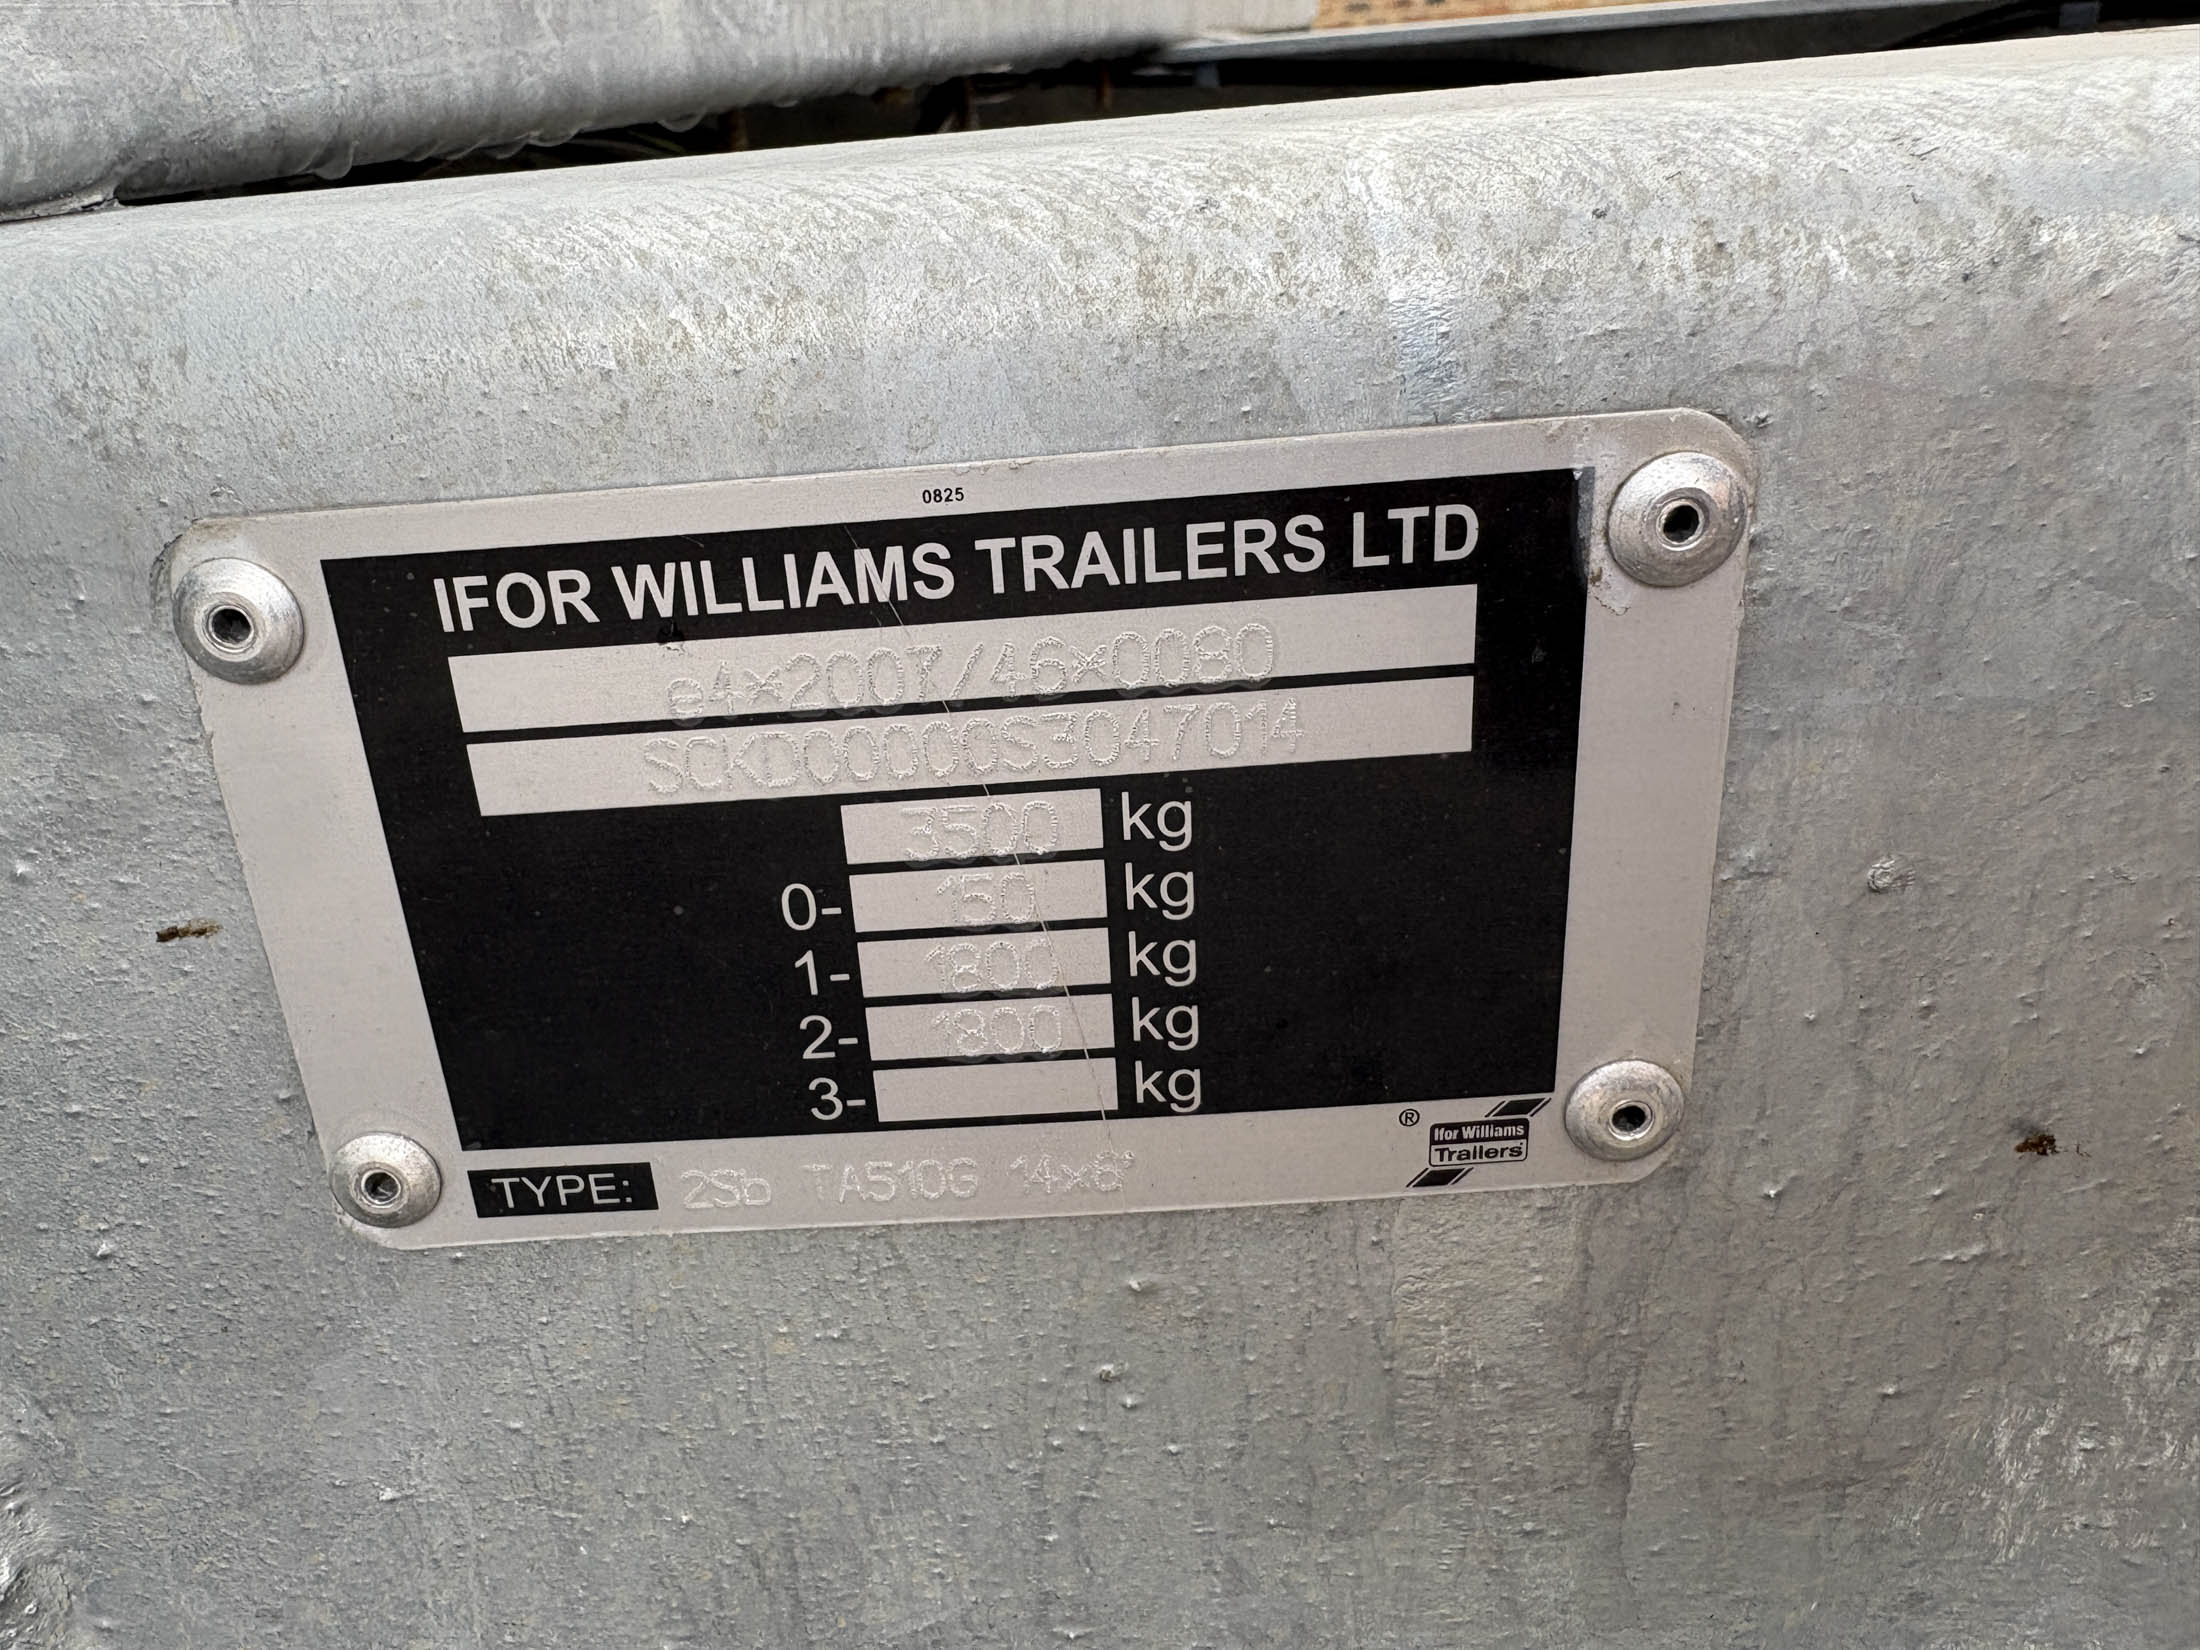 0825
IFOR WILLIAMS TRAILERS LTD
e4*2007/46*0080
SCKD00000S3047014
3500 kg
0- 150 kg
1- 1800 kg
2- 1800 kg
3- kg
TYPE: 2Sb TA510G 14x6'
® Ifor Williams
Trailers